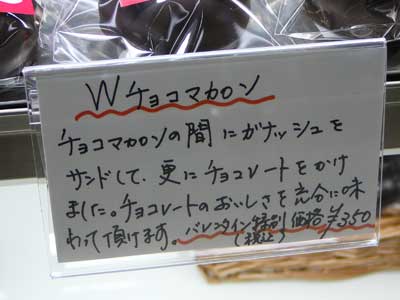 Wチョコマカロン
チョコマカロンの間にガナッシュを
サンドして、更にチョコレートをかけ
ました。チョコレートのおいしさを充分に味
わって頂けます。バレンタイン特別価格¥350
(税込)